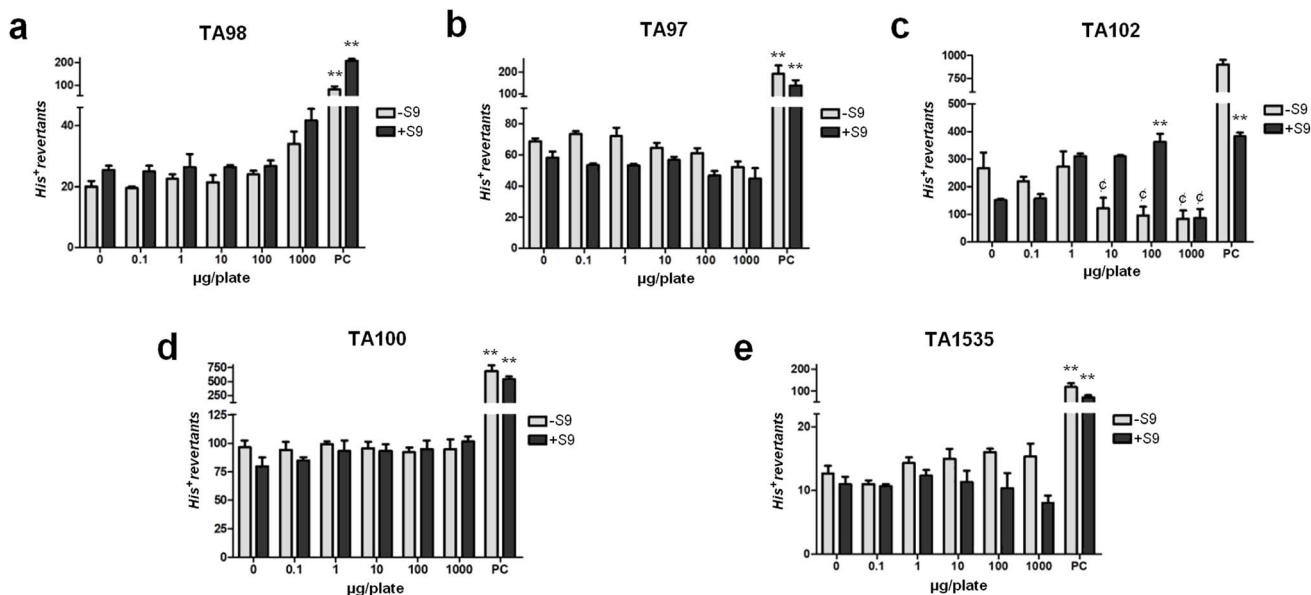 a
TA98
His⁺revertants
200
100
40
20
0
** **
-S9
+S9
0 0.1 1 10 100 1000 PC
µg/plate
b
TA97
His⁺revertants
200
100
80
60
40
20
0
** **
-S9
+S9
0 0.1 1 10 100 1000 PC
µg/plate
c
TA102
His⁺revertants
1000
750
500
400
300
200
100
0
¢ ** ¢ ¢ ¢ **
-S9
+S9
0 0.1 1 10 100 1000 PC
µg/plate
d
TA100
His⁺revertants
750
500
250
125
100
75
50
25
0
** **
-S9
+S9
0 0.1 1 10 100 1000 PC
µg/plate
e
TA1535
His⁺revertants
200
100
20
10
0
** **
-S9
+S9
0 0.1 1 10 100 1000 PC
µg/plate